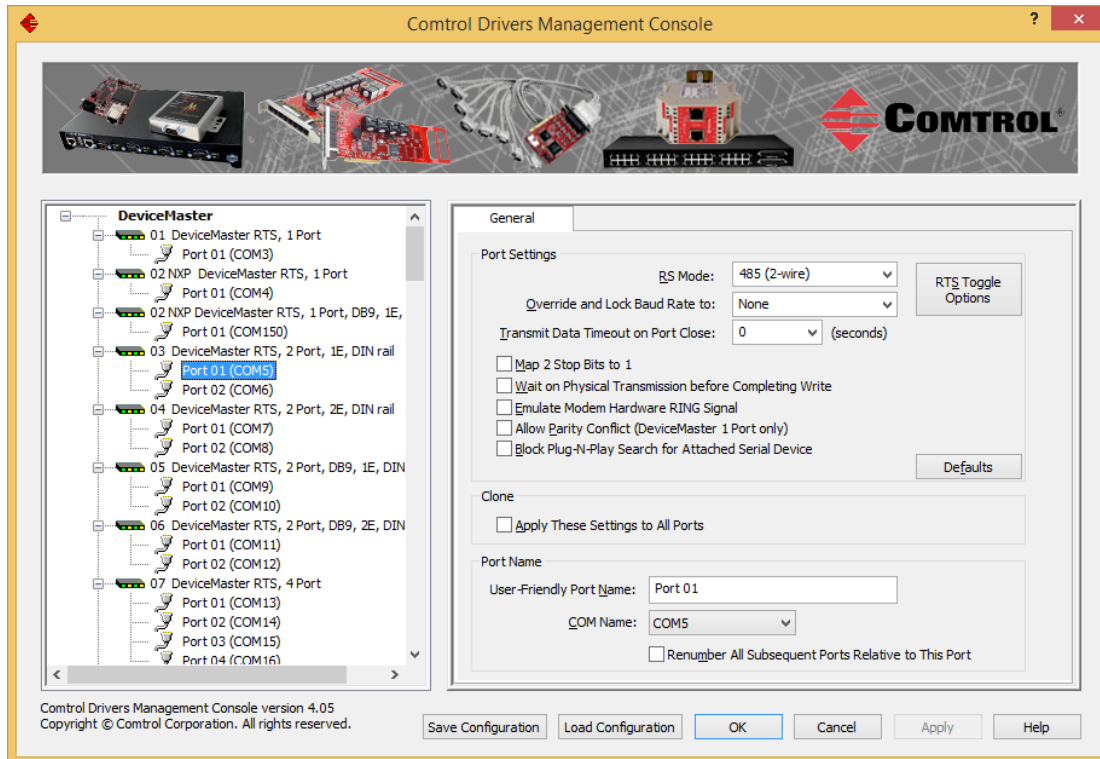 Comtrol Drivers Management Console
?
COMTROL®
DeviceMaster
01 DeviceMaster RTS, 1 Port
Port 01 (COM3)
02 NXP DeviceMaster RTS, 1 Port
Port 01 (COM4)
02 NXP DeviceMaster RTS, 1 Port, DB9, 1E,
Port 01 (COM150)
03 DeviceMaster RTS, 2 Port, 1E, DIN rail
Port 01 (COM5)
Port 02 (COM6)
04 DeviceMaster RTS, 2 Port, 2E, DIN rail
Port 01 (COM7)
Port 02 (COM8)
05 DeviceMaster RTS, 2 Port, DB9, 1E, DIN
Port 01 (COM9)
Port 02 (COM10)
06 DeviceMaster RTS, 2 Port, DB9, 2E, DIN
Port 01 (COM11)
Port 02 (COM12)
07 DeviceMaster RTS, 4 Port
Port 01 (COM13)
Port 02 (COM14)
Port 03 (COM15)
Port 04 (COM16)
General
Port Settings
RS Mode: 485 (2-wire)
RTS Toggle
Options
Override and Lock Baud Rate to: None
Transmit Data Timeout on Port Close: 0 (seconds)
Map 2 Stop Bits to 1
Wait on Physical Transmission before Completing Write
Emulate Modem Hardware RING Signal
Allow Parity Conflict (DeviceMaster 1 Port only)
Block Plug-N-Play Search for Attached Serial Device
Defaults
Clone
Apply These Settings to All Ports
Port Name
User-Friendly Port Name: Port 01
COM Name: COM5
Renumber All Subsequent Ports Relative to This Port
Comtrol Drivers Management Console version 4.05
Copyright © Comtrol Corporation. All rights reserved.
Save Configuration Load Configuration OK Cancel Apply Help